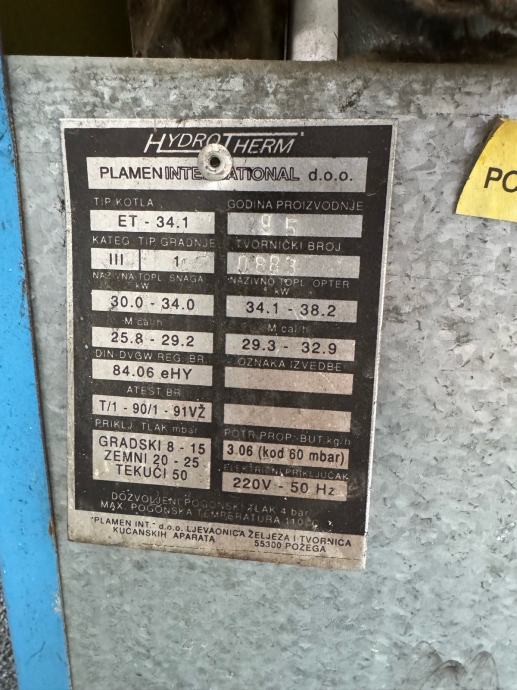 HYDROTHERM
PLAMEN INTERNATIONAL d.o.o.
TIP KOTLA GODINA PROIZVODNJE
ET - 34.1 95
KATEG. TIP GRADNJE TVORNIČKI BROJ
III 1 0883
NAZIVNA TOPL. SNAGA NAZIVNO TOPL. OPTER
kW kW
30.0 - 34.0 34.1 - 38.2
M cal/h M cal/h
25.8 - 29.2 29.3 - 32.9
DIN-DVGW REG. BR. OZNAKA IZVEDBE
84.06 eHY
ATEST BR.
T/1 - 90/1 - 91VŽ
PRIKLJ. TLAK mbar POTR. PROP.-BUT.kg/h
GRADSKI 8 - 15 3.06 (kod 60 mbar)
ZEMNI 20 - 25 ELEKTRIČNI PRIKLJUČAK
TEKUĆI 50 220V - 50 Hz
DOZVOLJENI POGONSKI TLAK 4 bar
MAX. POGONSKA TEMPERATURA 110°C
"PLAMEN INT." d.o.o. LJEVAONICA ŽELJEZA I TVORNICA
KUĆANSKIH APARATA 55300 POŽEGA
PO